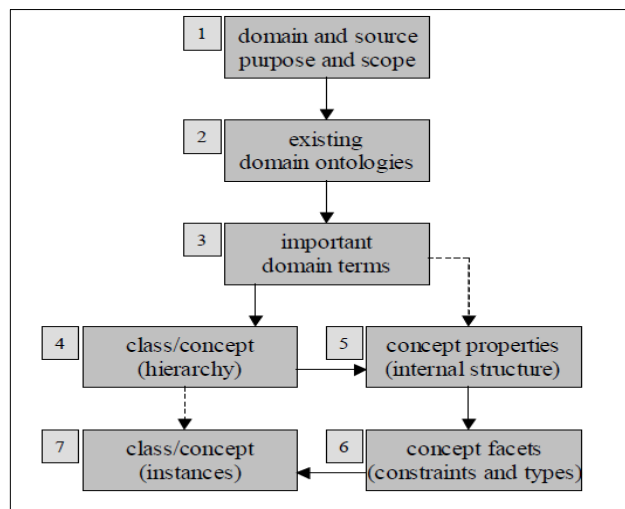 1
domain and source
purpose and scope
2
existing
domain ontologies
3
important
domain terms
4
class/concept
(hierarchy)
5
concept properties
(internal structure)
7
class/concept
(instances)
6
concept facets
(constraints and types)